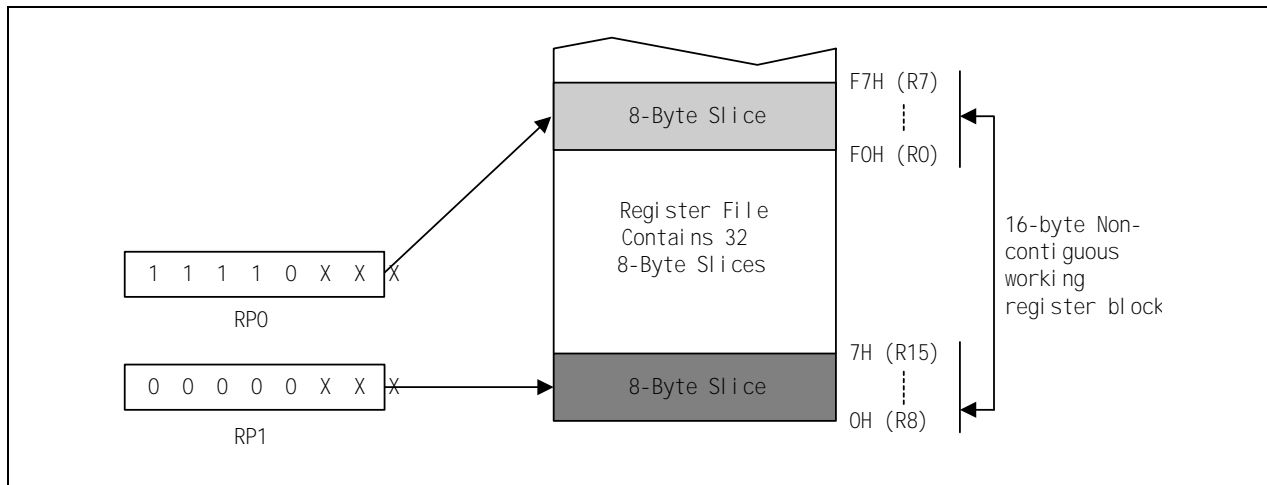 F7H (R7)
8-Byte Slice
F0H (R0)
Register File
Contains 32
8-Byte Slices
16-byte Non-
contiguous
working
register block
1 1 1 1 0 X X X
RP0
7H (R15)
0 0 0 0 0 X X X
8-Byte Slice
0H (R8)
RP1